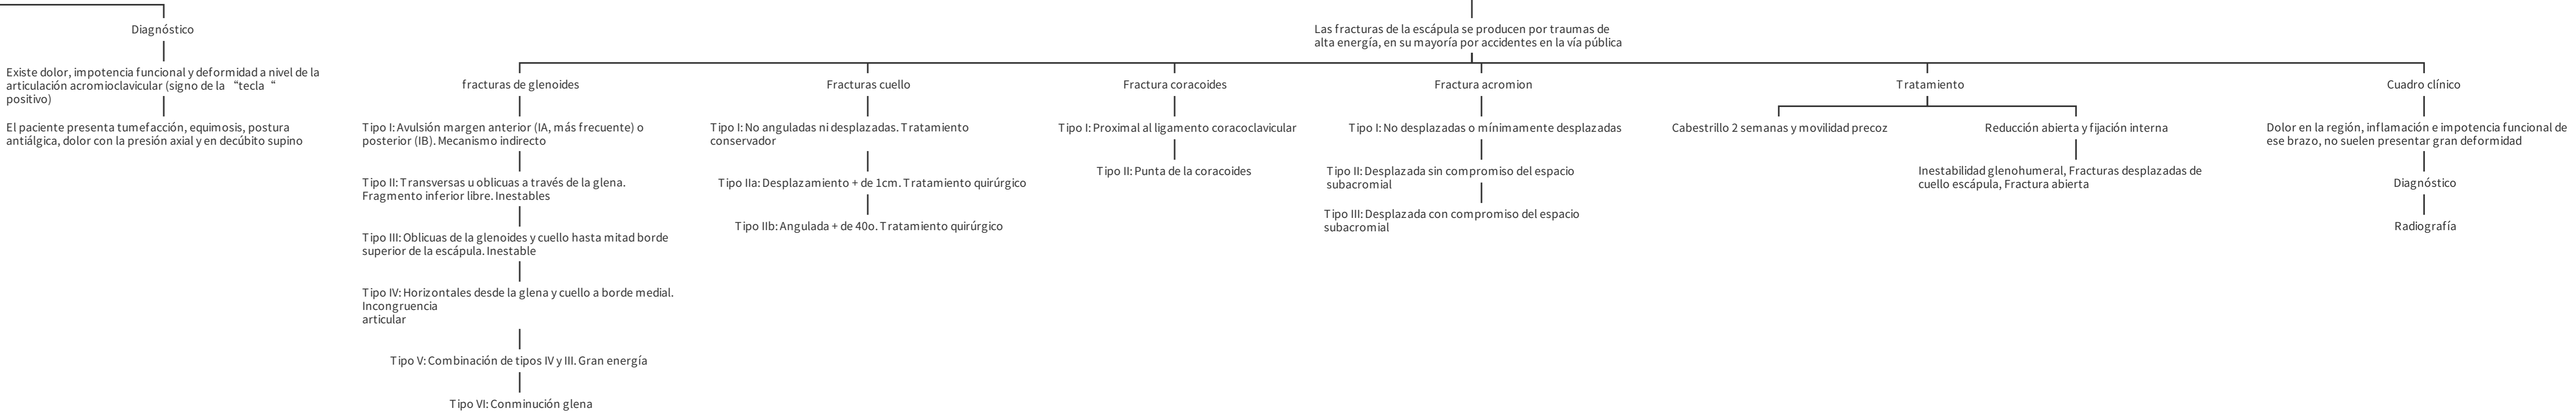 Diagnóstico
Existe dolor, impotencia funcional y deformidad a nivel de la
articulación acromioclavicular (signo de la “tecla“
positivo)
El paciente presenta tumefacción, equimosis, postura
antiálgica, dolor con la presión axial y en decúbito supino
Las fracturas de la escápula se producen por traumas de
alta energía, en su mayoría por accidentes en la vía pública
fracturas de glenoides
Tipo I: Avulsión margen anterior (IA, más frecuente) o
posterior (IB). Mecanismo indirecto
Tipo II: Transversas u oblicuas a través de la glena.
Fragmento inferior libre. Inestables
Tipo III: Oblicuas de la glenoides y cuello hasta mitad borde
superior de la escápula. Inestable
Tipo IV: Horizontales desde la glena y cuello a borde medial.
Incongruencia
articular
Tipo V: Combinación de tipos IV y III. Gran energía
Tipo VI: Conminución glena
Fracturas cuello
Tipo I: No anguladas ni desplazadas. Tratamiento
conservador
Tipo IIa: Desplazamiento + de 1cm. Tratamiento quirúrgico
Tipo IIb: Angulada + de 40o. Tratamiento quirúrgico
Fractura coracoides
Tipo I: Proximal al ligamento coracoclavicular
Tipo II: Punta de la coracoides
Fractura acromion
Tipo I: No desplazadas o mínimamente desplazadas
Tipo II: Desplazada sin compromiso del espacio
subacromial
Tipo III: Desplazada con compromiso del espacio
subacromial
Tratamiento
Cabestrillo 2 semanas y movilidad precoz
Reducción abierta y fijación interna
Inestabilidad glenohumeral, Fracturas desplazadas de
cuello escápula, Fractura abierta
Cuadro clínico
Dolor en la región, inflamación e impotencia funcional de
ese brazo, no suelen presentar gran deformidad
Diagnóstico
Radiografía